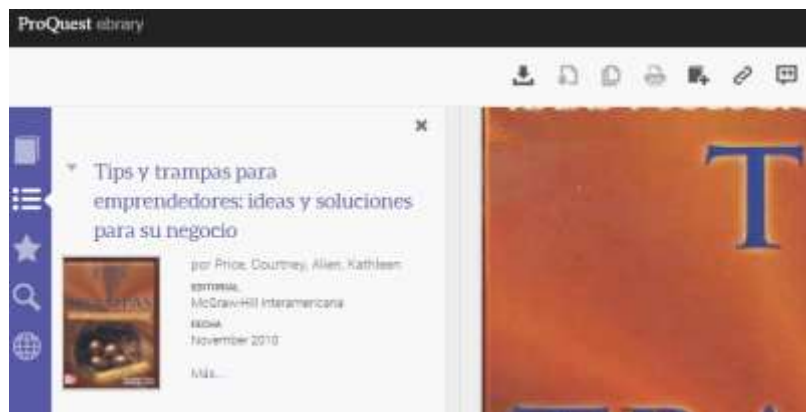 ProQuest ebrary
Tips y trampas para
emprendedores: ideas y soluciones
para su negocio
por Price, Courtney, Allen, Kathleen
EDITORIAL
McGraw-Hill Interamericana
FECHA
November 2010
Más...
T